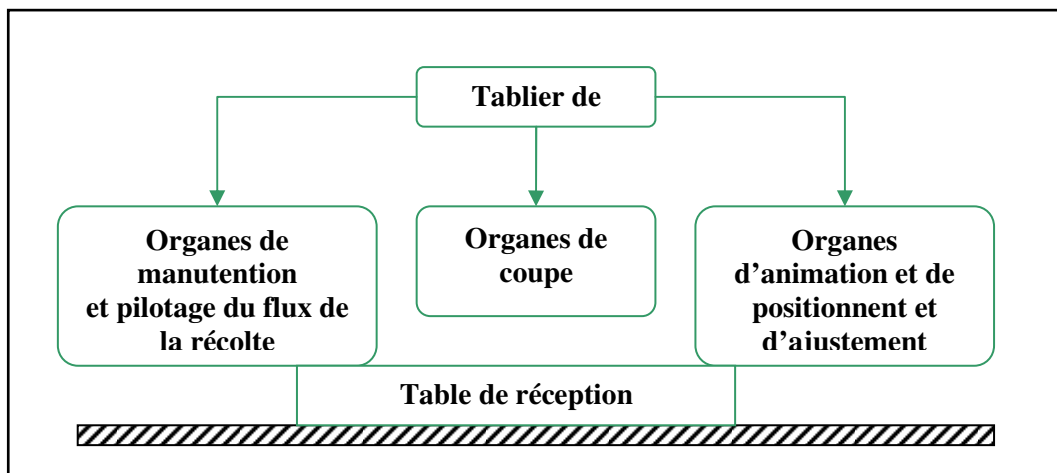 Tablier de
Organes de
manutention
et pilotage du flux de
la récolte
Organes de
coupe
Organes
d’animation et de
positionnent et
d’ajustement
Table de réception